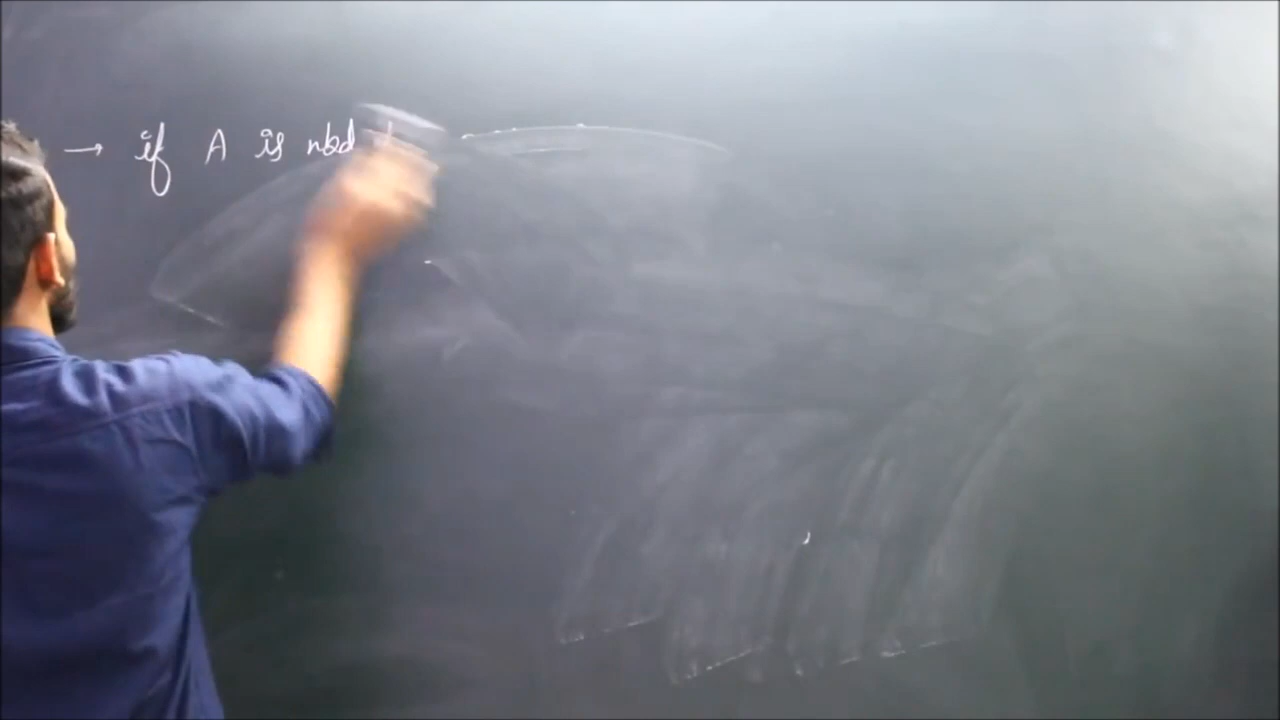 → if A is nbd